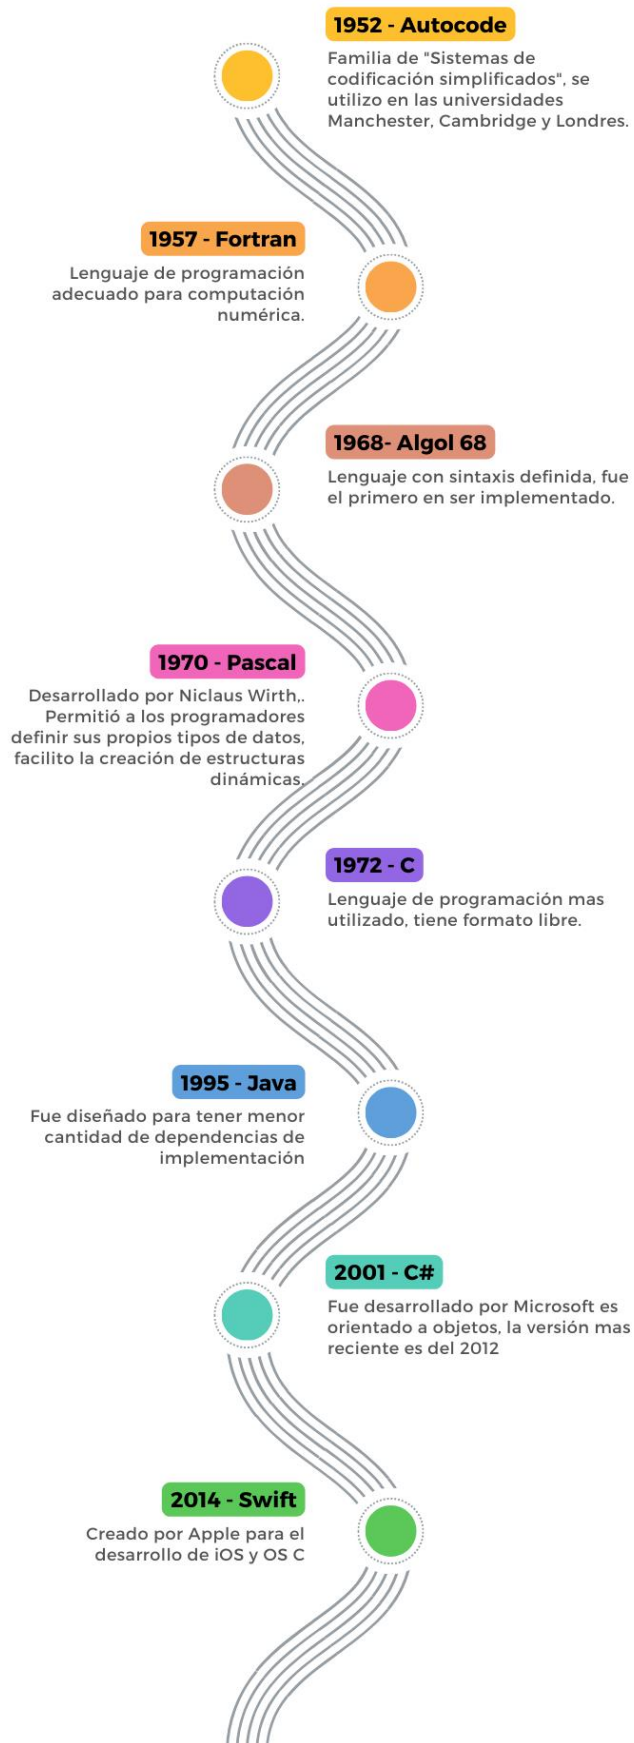 1952 - Autocode
Familia de "Sistemas de
codificación simplificados", se
utilizo en las universidades
Manchester, Cambridge y Londres.
1957 - Fortran
Lenguaje de programación
adecuado para computación
numérica.
1968- Algol 68
Lenguaje con sintaxis definida, fue
el primero en ser implementado.
1970 - Pascal
Desarrollado por Niclaus Wirth,.
Permitió a los programadores
definir sus propios tipos de datos,
facilito la creación de estructuras
dinámicas.
1972 - C
Lenguaje de programación mas
utilizado, tiene formato libre.
1995 - Java
Fue diseñado para tener menor
cantidad de dependencias de
implementación
2001 - C#
Fue desarrollado por Microsoft es
orientado a objetos, la versión mas
reciente es del 2012
2014 - Swift
Creado por Apple para el
desarrollo de iOS y OS C